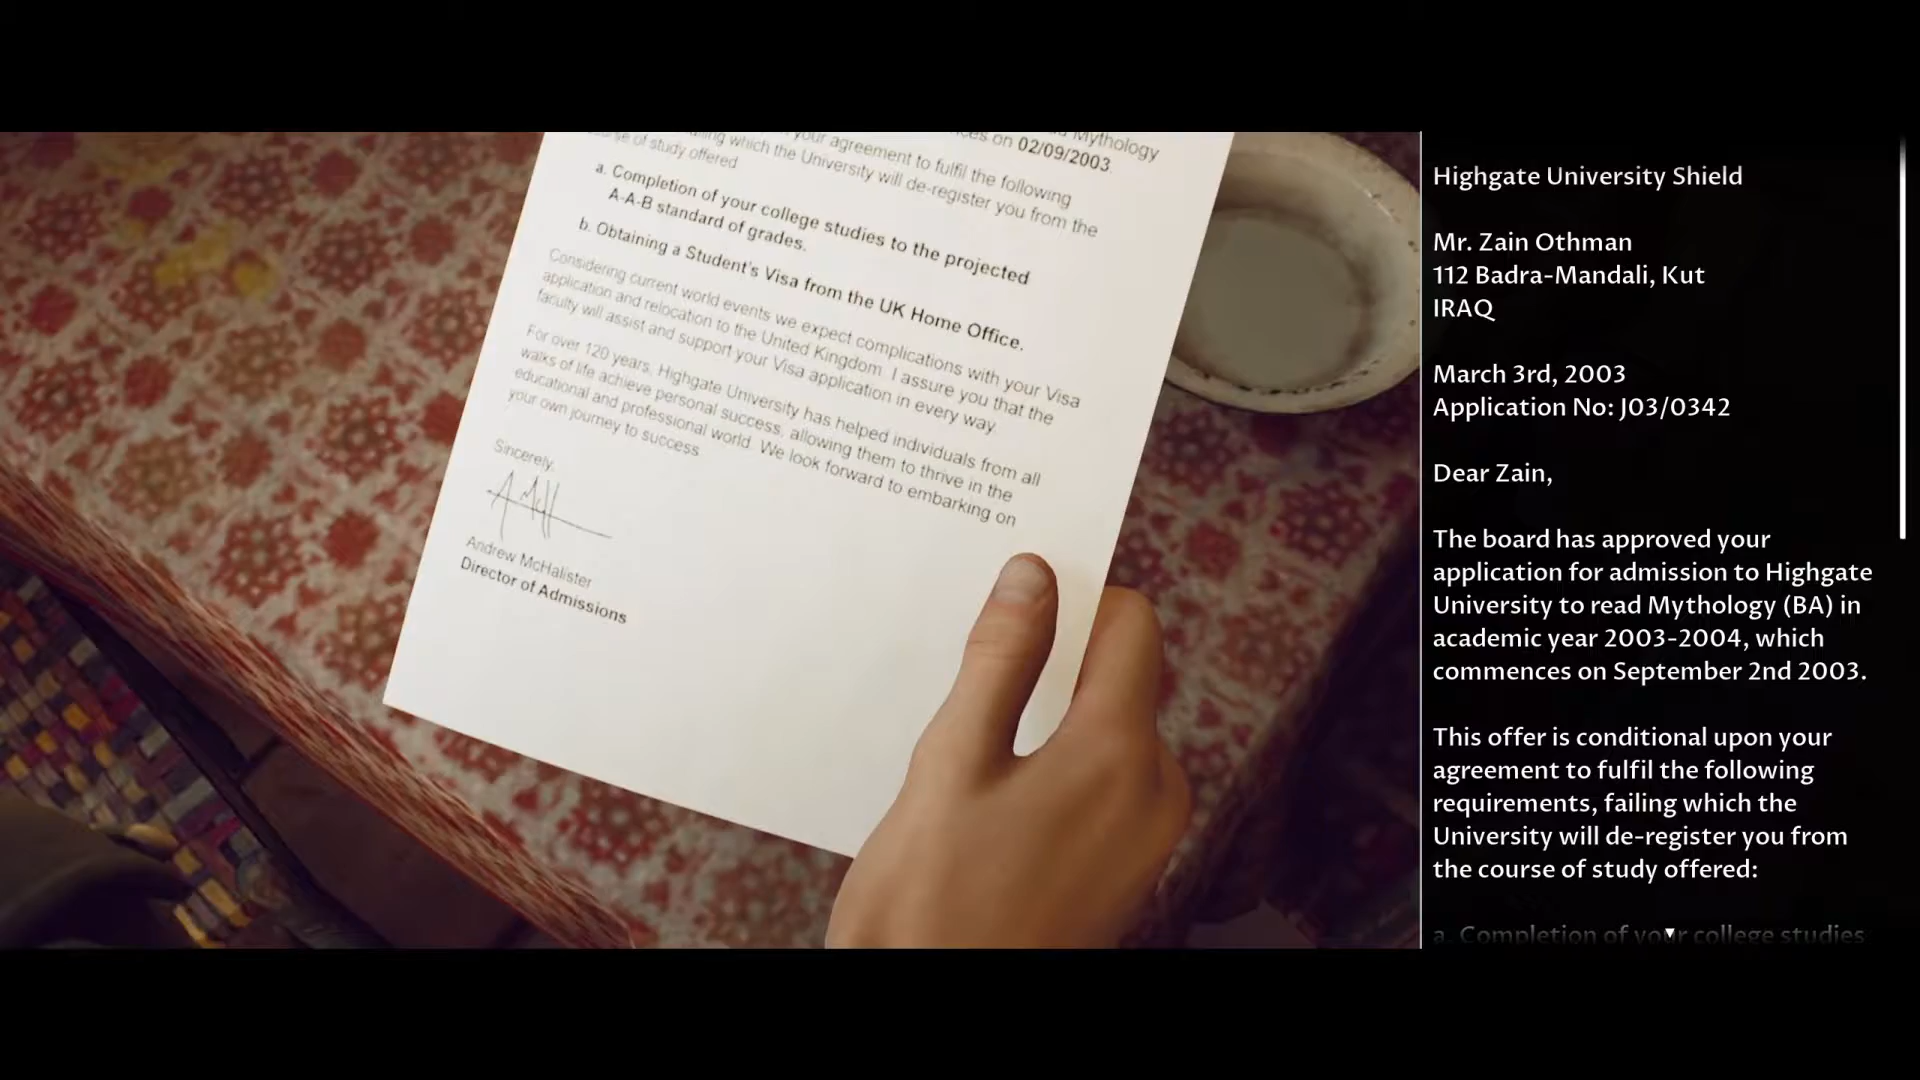 ces on 02/09/2003.
your agreement to fulfil the following
which the University will de-register you from the
course of study offered
a. Completion of your college studies to the projected
A-A-B standard of grades.
b. Obtaining a Student's Visa from the UK Home Office.
Considering current world events we expect complications with your Visa
application and relocation to the United Kingdom. I assure you that the
faculty will assist and support your Visa application in every way.
For over 120 years, Highgate University has helped individuals from all
walks of life achieve personal success, allowing them to thrive in the
educational and professional world. We look forward to embarking on
your own journey to success
Sincerely,
Andrew McHalister
Director of Admissions
Highgate University Shield
Mr. Zain Othman
112 Badra-Mandali, Kut
IRAQ
March 3rd, 2003
Application No: J03/0342
Dear Zain,
The board has approved your
application for admission to Highgate
University to read Mythology (BA) in
academic year 2003-2004, which
commences on September 2nd 2003.
This offer is conditional upon your
agreement to fulfil the following
requirements, failing which the
University will de-register you from
the course of study offered:
a. Completion of your college studies